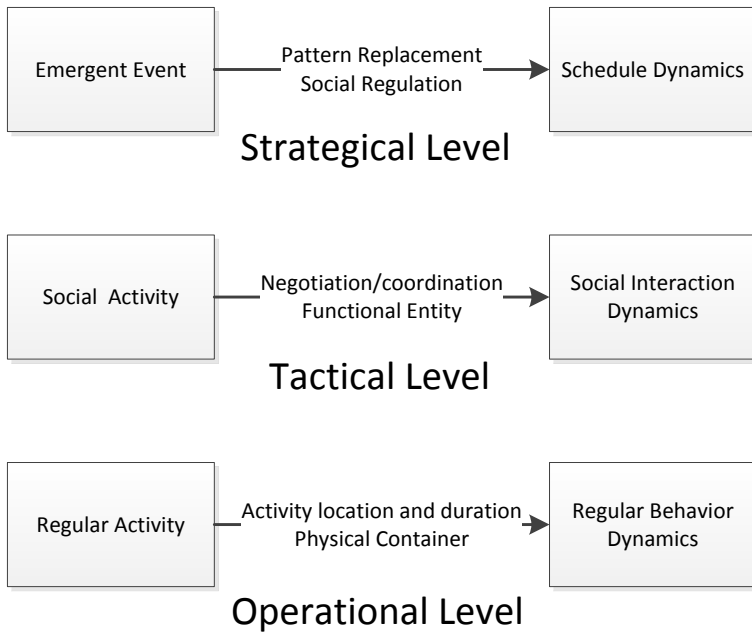 Emergent Event
Pattern Replacement
Social Regulation
Schedule Dynamics
Strategical Level
Social Activity
Negotiation/coordination
Functional Entity
Social Interaction
Dynamics
Tactical Level
Regular Activity
Activity location and duration
Physical Container
Regular Behavior
Dynamics
Operational Level